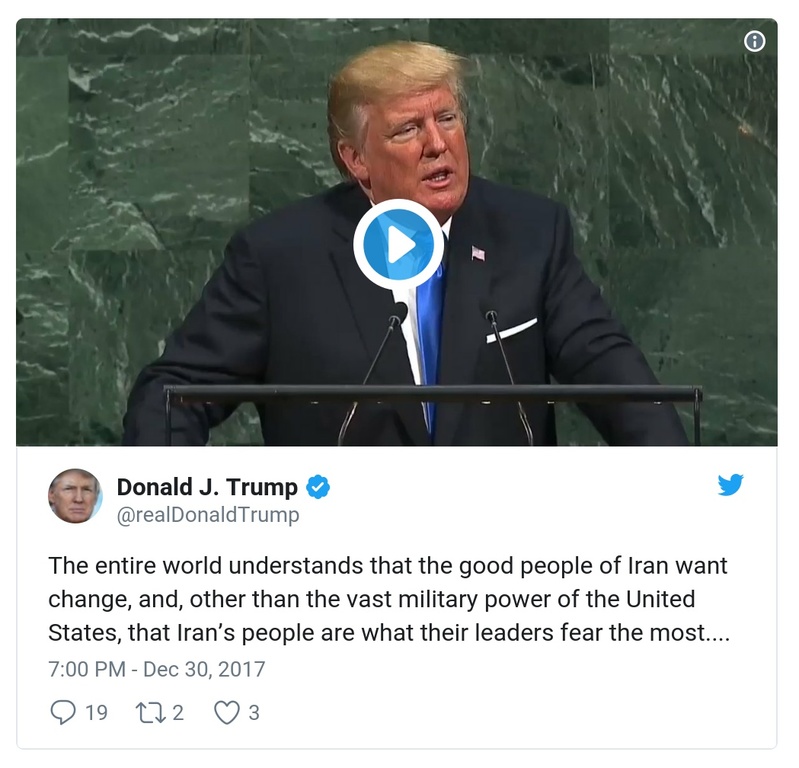 Donald J. Trump
@realDonaldTrump
The entire world understands that the good people of Iran want
change, and, other than the vast military power of the United
States, that Iran’s people are what their leaders fear the most....
7:00 PM - Dec 30, 2017
19 2 3